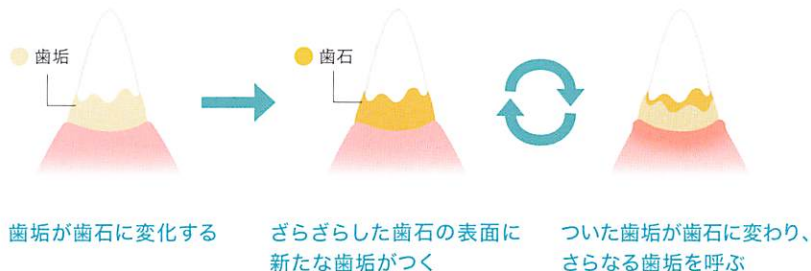 歯垢
歯石
歯垢が歯石に変化する
ざらざらした歯石の表面に
新たな歯垢がつく
ついた歯垢が歯石に変わり、
さらなる歯垢を呼ぶ